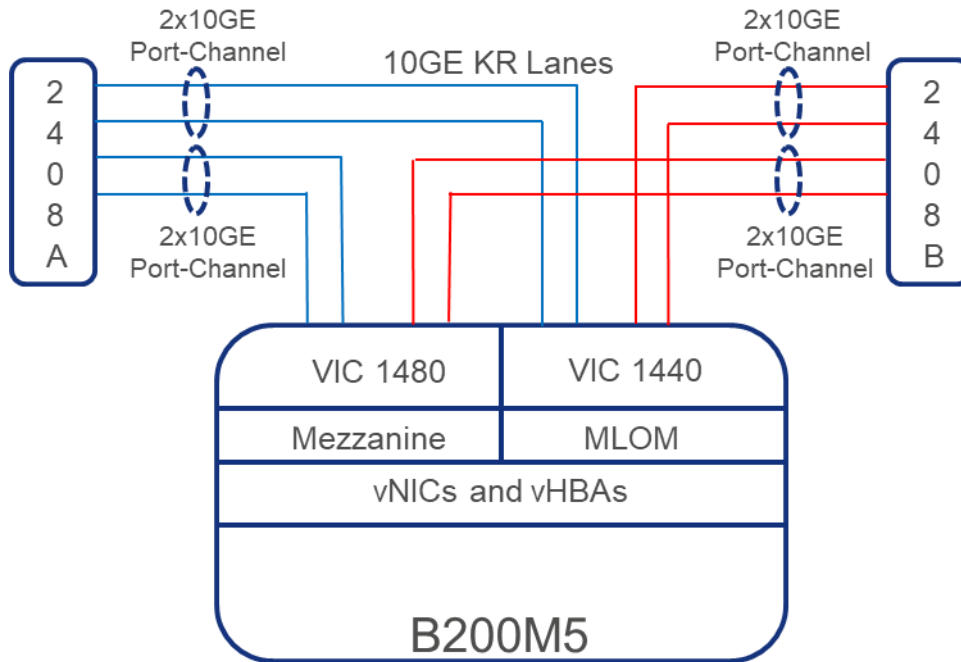 2x10GE
Port-Channel
2x10GE
Port-Channel
10GE KR Lanes
2
4
0
8
A
2
4
0
8
B
2x10GE
Port-Channel
2x10GE
Port-Channel
VIC 1480
VIC 1440
Mezzanine
MLOM
vNICs and vHBAs
B200M5